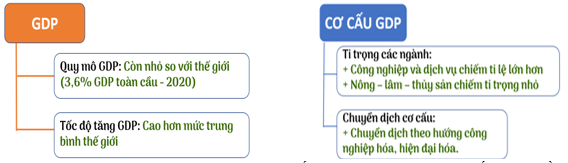 GDP
Quy mô GDP: Còn nhỏ so với thế giới
(3,6% GDP toàn cầu - 2020)
Tốc độ tăng GDP: Cao hơn mức trung
bình thế giới
CƠ CẤU GDP
Tỉ trọng các ngành:
+ Công nghiệp và dịch vụ chiếm tỉ lệ lớn hơn
+ Nông – lâm – thủy sản chiếm tỉ trọng nhỏ
Chuyển dịch cơ cấu:
+ Chuyển dịch theo hướng công
nghiệp hóa, hiện đại hóa.